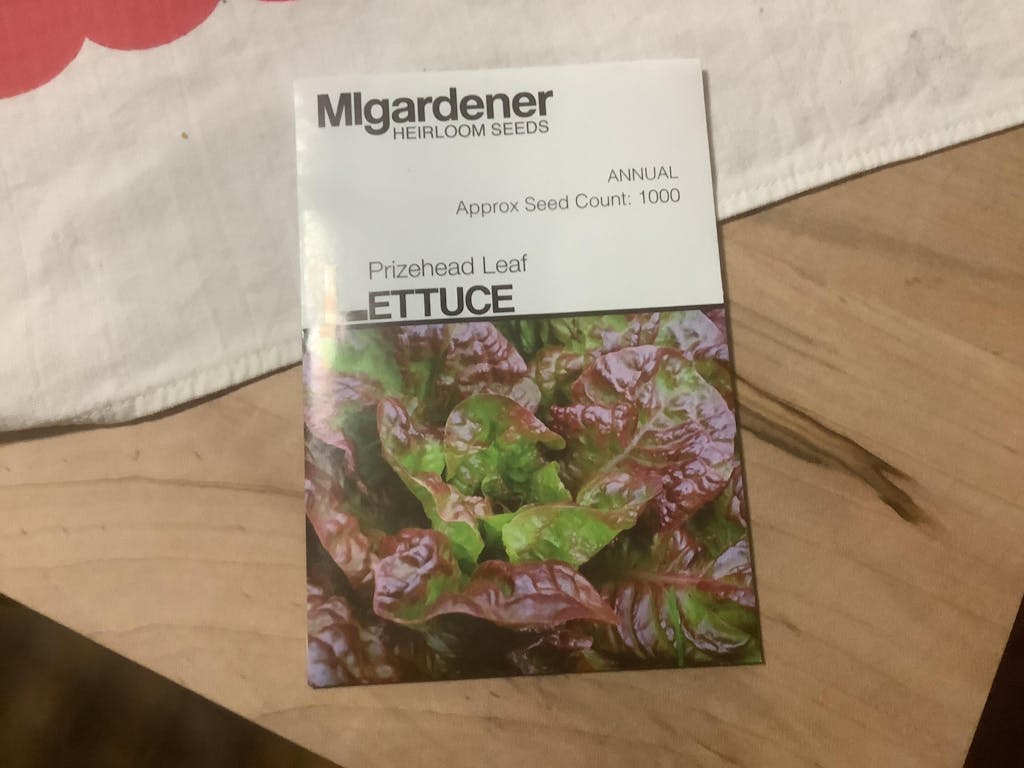 MIgardener
HEIRLOOM SEEDS
ANNUAL
Approx Seed Count: 1000
Prizehead Leaf
LETTUCE